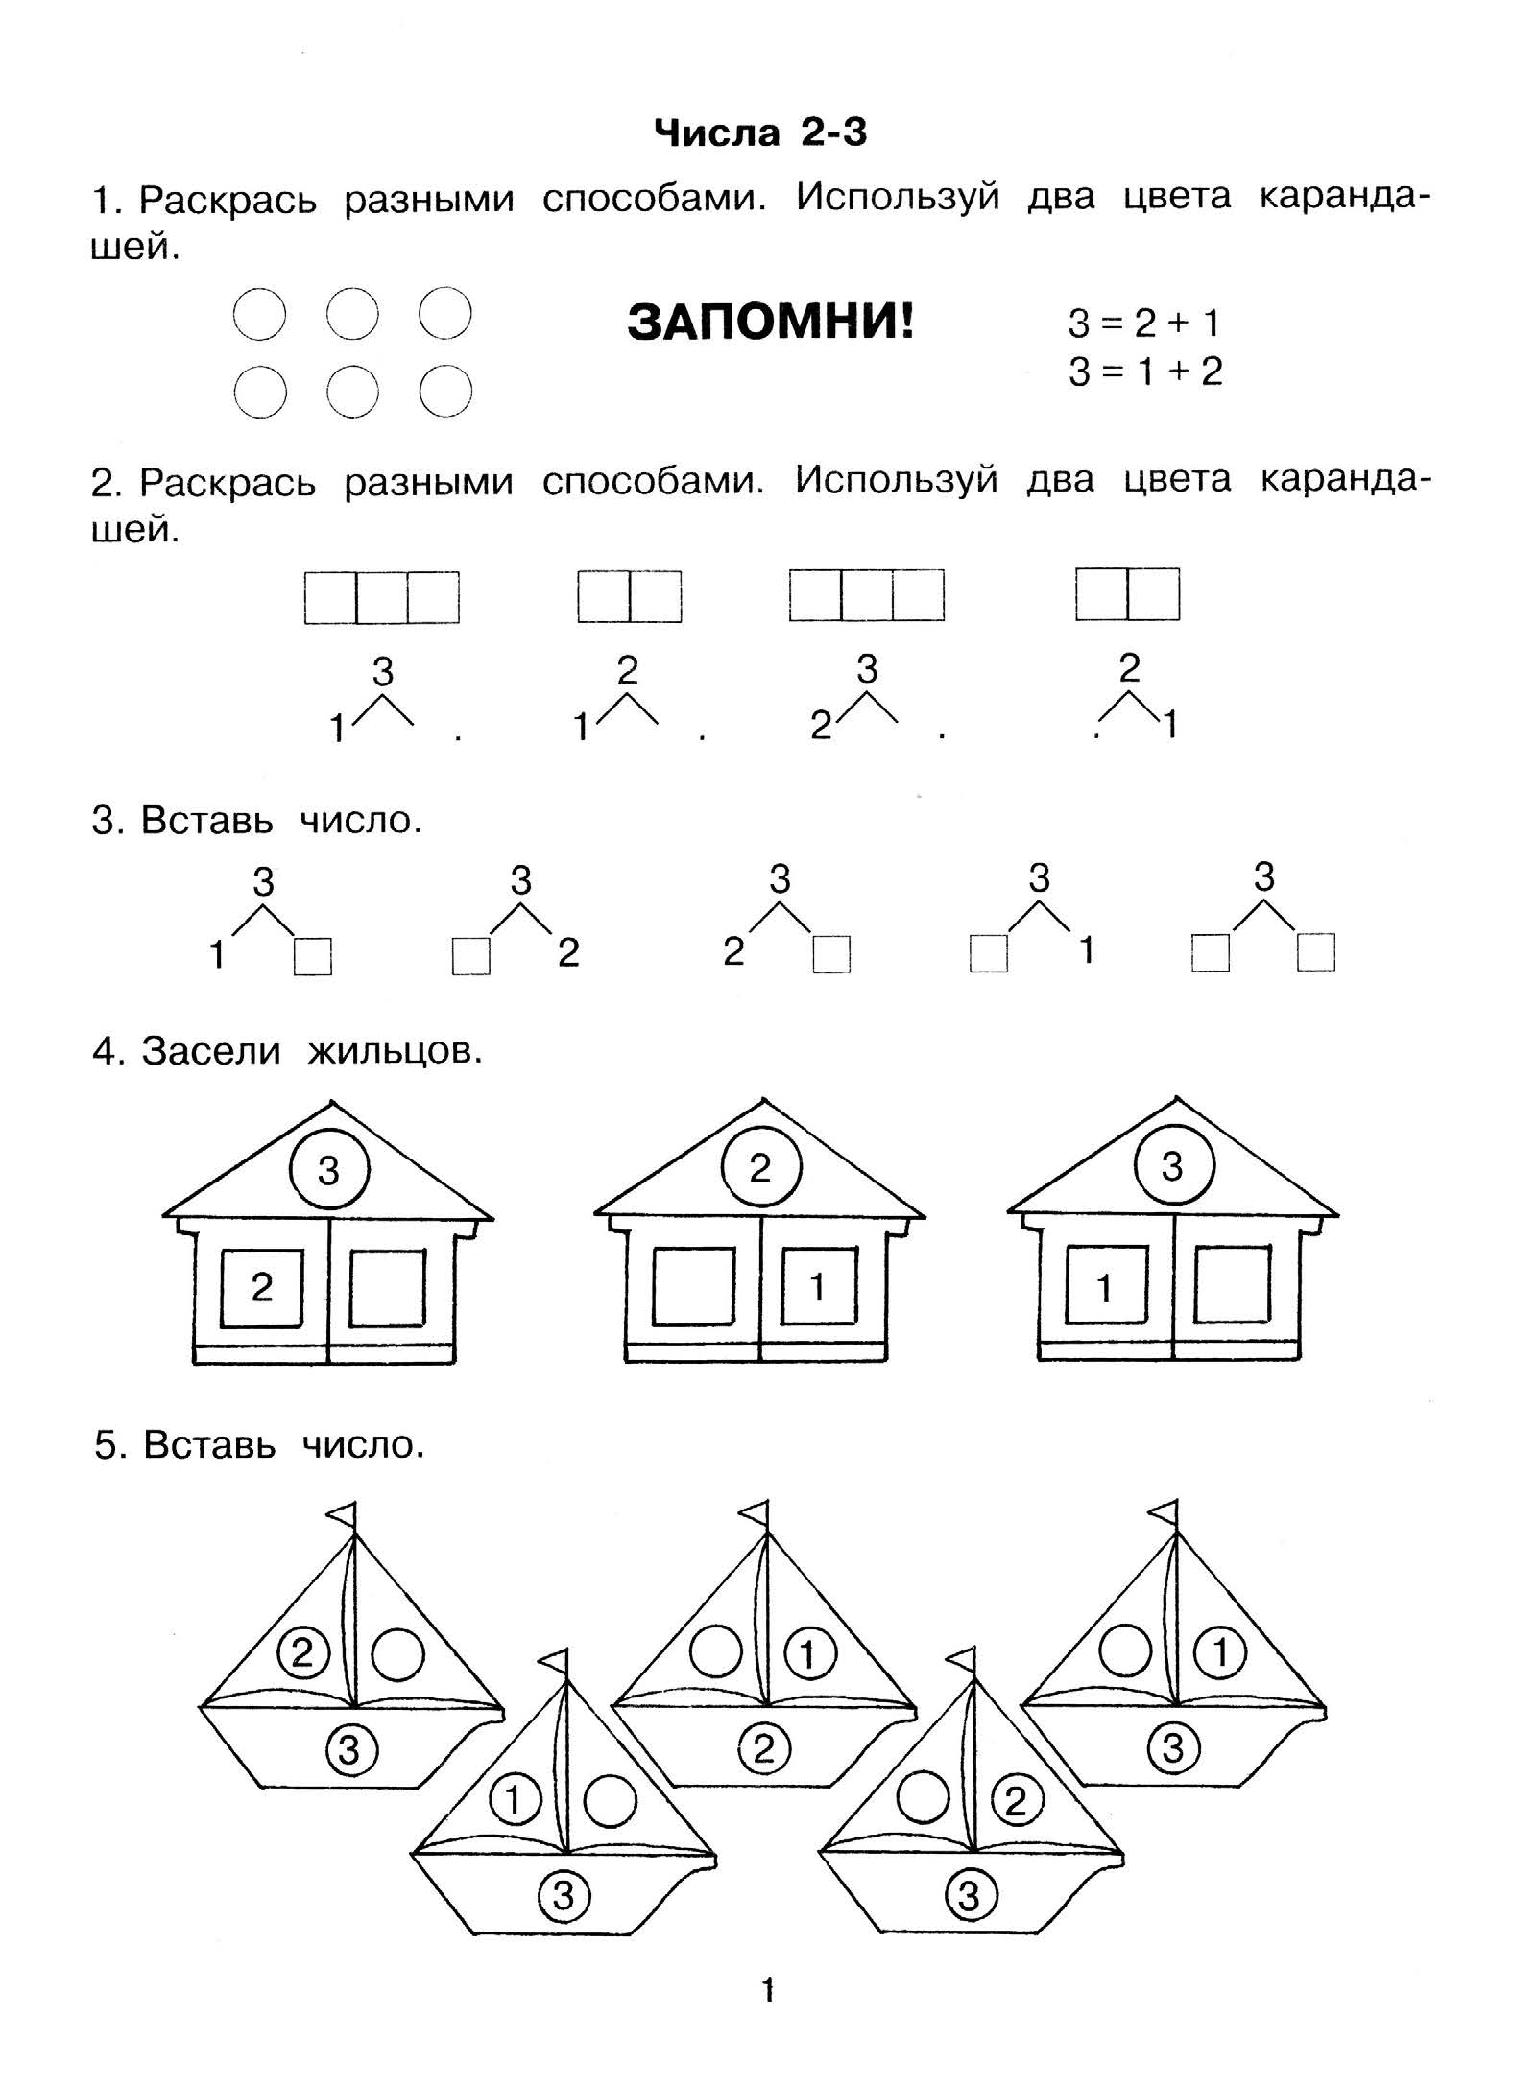 Числа 2-3
1. Раскрась разными способами. Используй два цвета каранда-
шей.
ЗАПОМНИ!
3 = 2 + 1
3 = 1 + 2
2. Раскрась разными способами. Используй два цвета каранда-
шей.
3 2 3 2
1 . 1 . 2 . . 1
3. Вставь число.
3 3 3 3 3
1 2 2 1
4. Засели жильцов.
3 2 3
2 1 1
5. Вставь число.
2 1 1
3 2 3
1 2
3 3
1